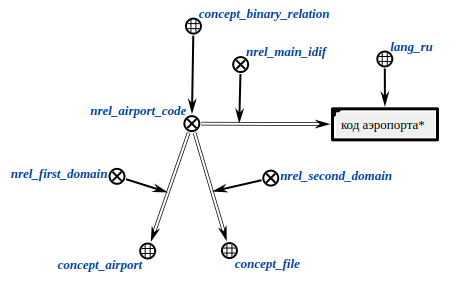 concept_binary_relation
nrel_main_idif
lang_ru
nrel_airport_code
код аэропорта*
nrel_first_domain
nrel_second_domain
concept_airport
concept_file